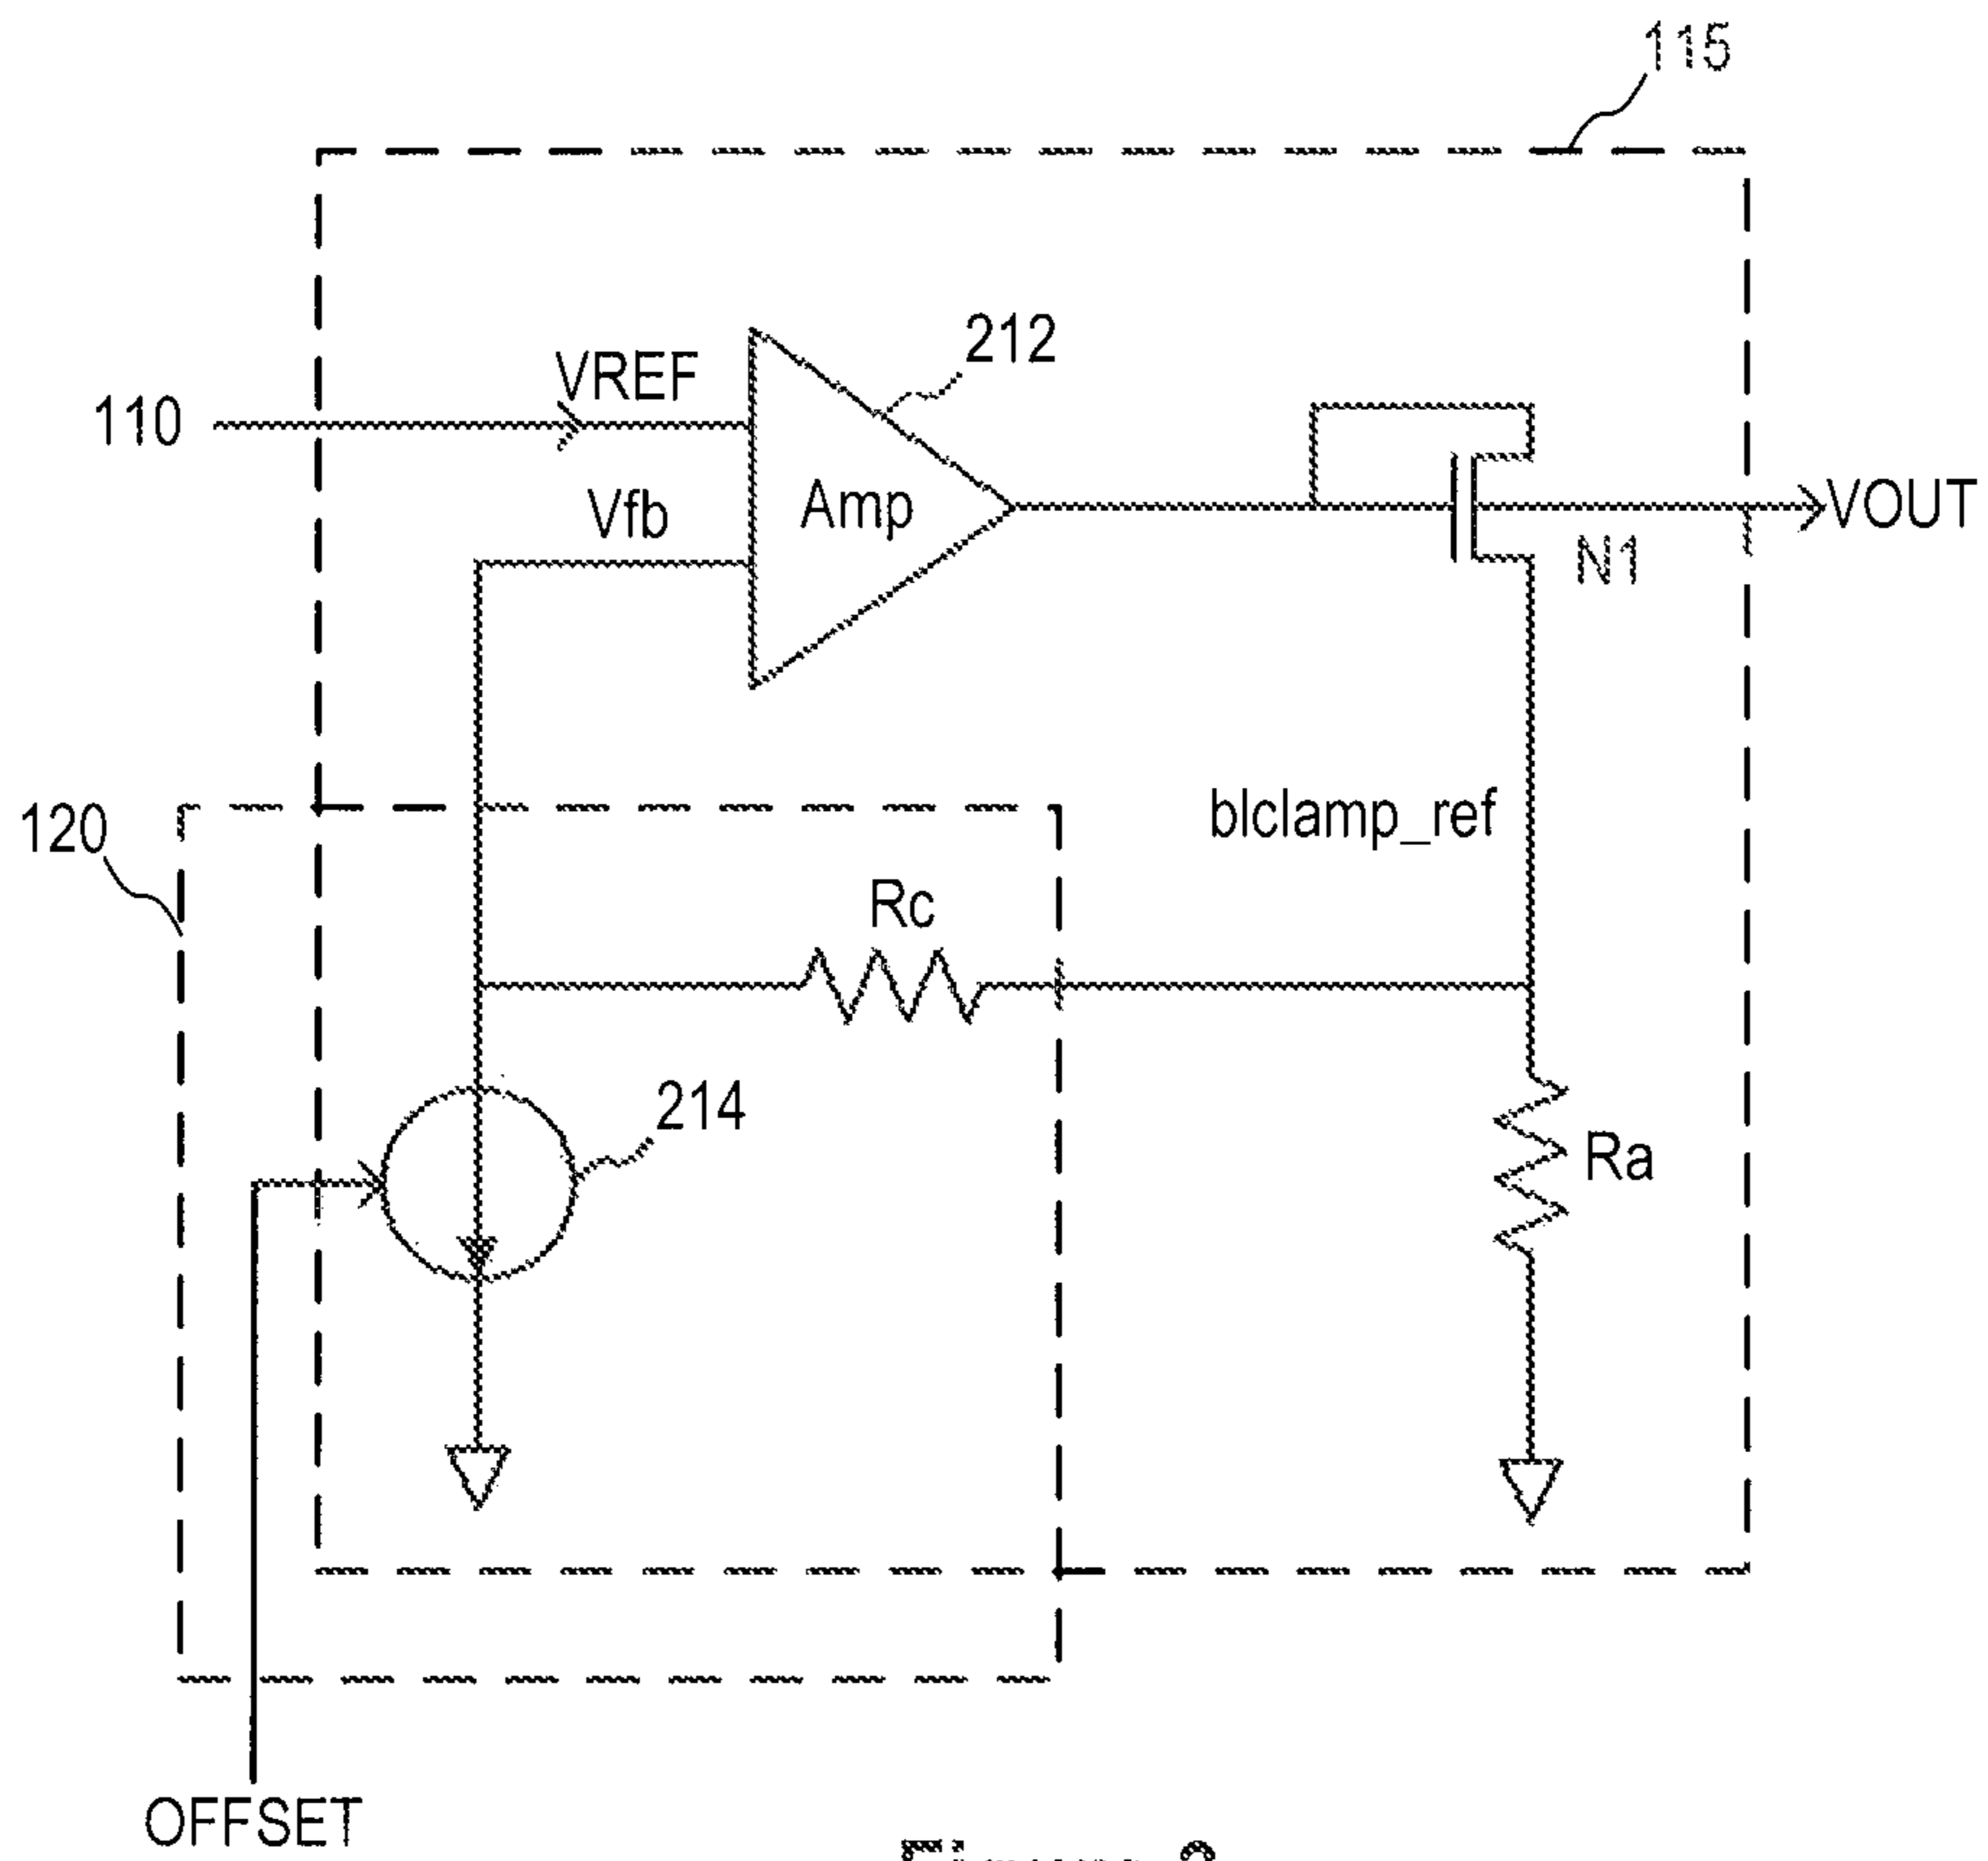 115
212
VREF
110
Vfb
Amp
VOUT
N1
120
blclamp_ref
Rc
214
Ra
OFFSET